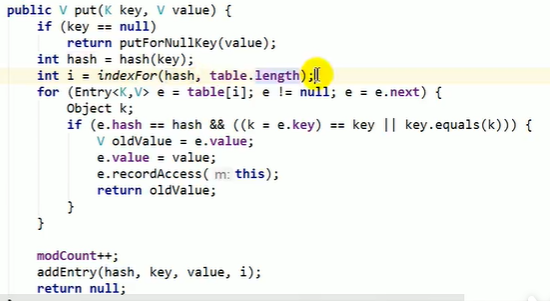 public V put(K key, V value) {
    if (key == null)
        return putForNullKey(value);
    int hash = hash(key);
    int i = indexFor(hash, table.length);
    for (Entry<K,V> e = table[i]; e != null; e = e.next) {
        Object k;
        if (e.hash == hash && ((k = e.key) == key || key.equals(k))) {
            V oldValue = e.value;
            e.value = value;
            e.recordAccess( m: this);
            return oldValue;
        }
    }

    modCount++;
    addEntry(hash, key, value, i);
    return null;